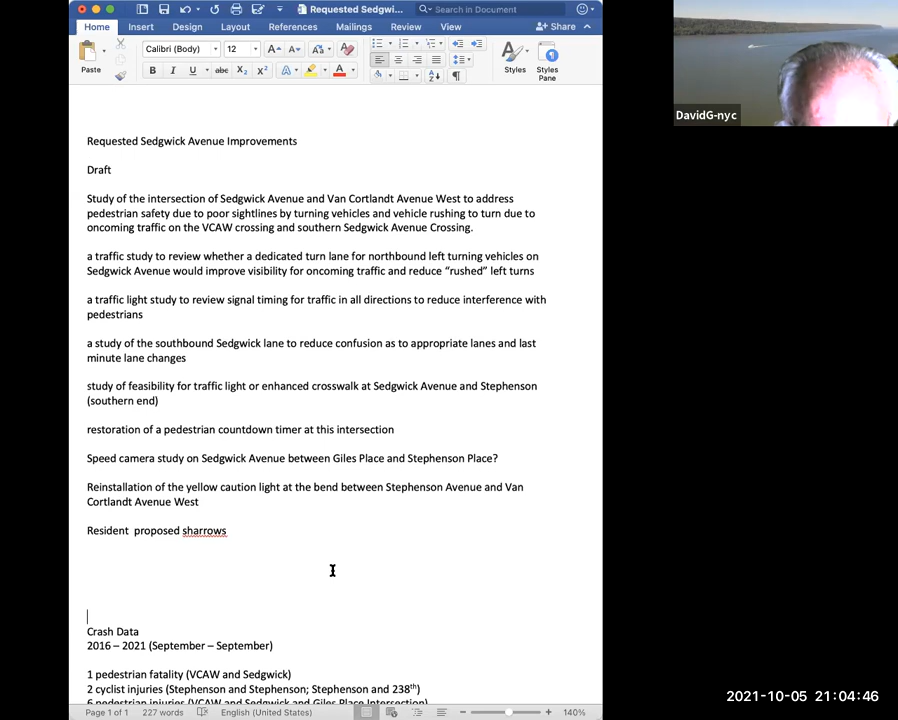 Requested Sedgwi...
Search in Document
Home
Insert
Design
Layout
References
Mailings
Review
View
Share
Paste
Calibri (Body)
12
Styles
Styles Pane
DavidG-nyc
Requested Sedgwick Avenue Improvements
Draft
Study of the intersection of Sedgwick Avenue and Van Cortlandt Avenue West to address
pedestrian safety due to poor sightlines by turning vehicles and vehicle rushing to turn due to
oncoming traffic on the VCAW crossing and southern Sedgwick Avenue Crossing.
a traffic study to review whether a dedicated turn lane for northbound left turning vehicles on
Sedgwick Avenue would improve visibility for oncoming traffic and reduce “rushed” left turns
a traffic light study to review signal timing for traffic in all directions to reduce interference with
pedestrians
a study of the southbound Sedgwick lane to reduce confusion as to appropriate lanes and last
minute lane changes
study of feasibility for traffic light or enhanced crosswalk at Sedgwick Avenue and Stephenson
(southern end)
restoration of a pedestrian countdown timer at this intersection
Speed camera study on Sedgwick Avenue between Giles Place and Stephenson Place?
Reinstallation of the yellow caution light at the bend between Stephenson Avenue and Van
Cortlandt Avenue West
Resident  proposed sharrows
Crash Data
2016 – 2021 (September – September)
1 pedestrian fatality (VCAW and Sedgwick)
2 cyclist injuries (Stephenson and Stephenson; Stephenson and 238th)
6 pedestrian injuries (VCAW and Sedgwick and Giles Place Intersection)
Page 1 of 1
227 words
English (United States)
140%
2021-10-05 21:04:46